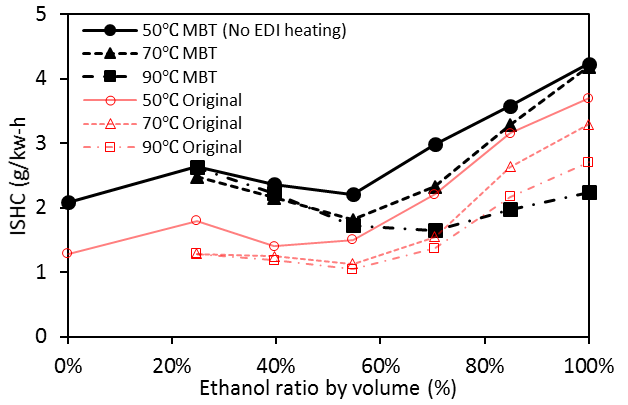 5
4
3
2
1
0
ISHC (g/kw-h)
50℃ MBT (No EDI heating)
70℃ MBT
90℃ MBT
50℃ Original
70℃ Original
90℃ Original
0% 20% 40% 60% 80% 100%
Ethanol ratio by volume (%)